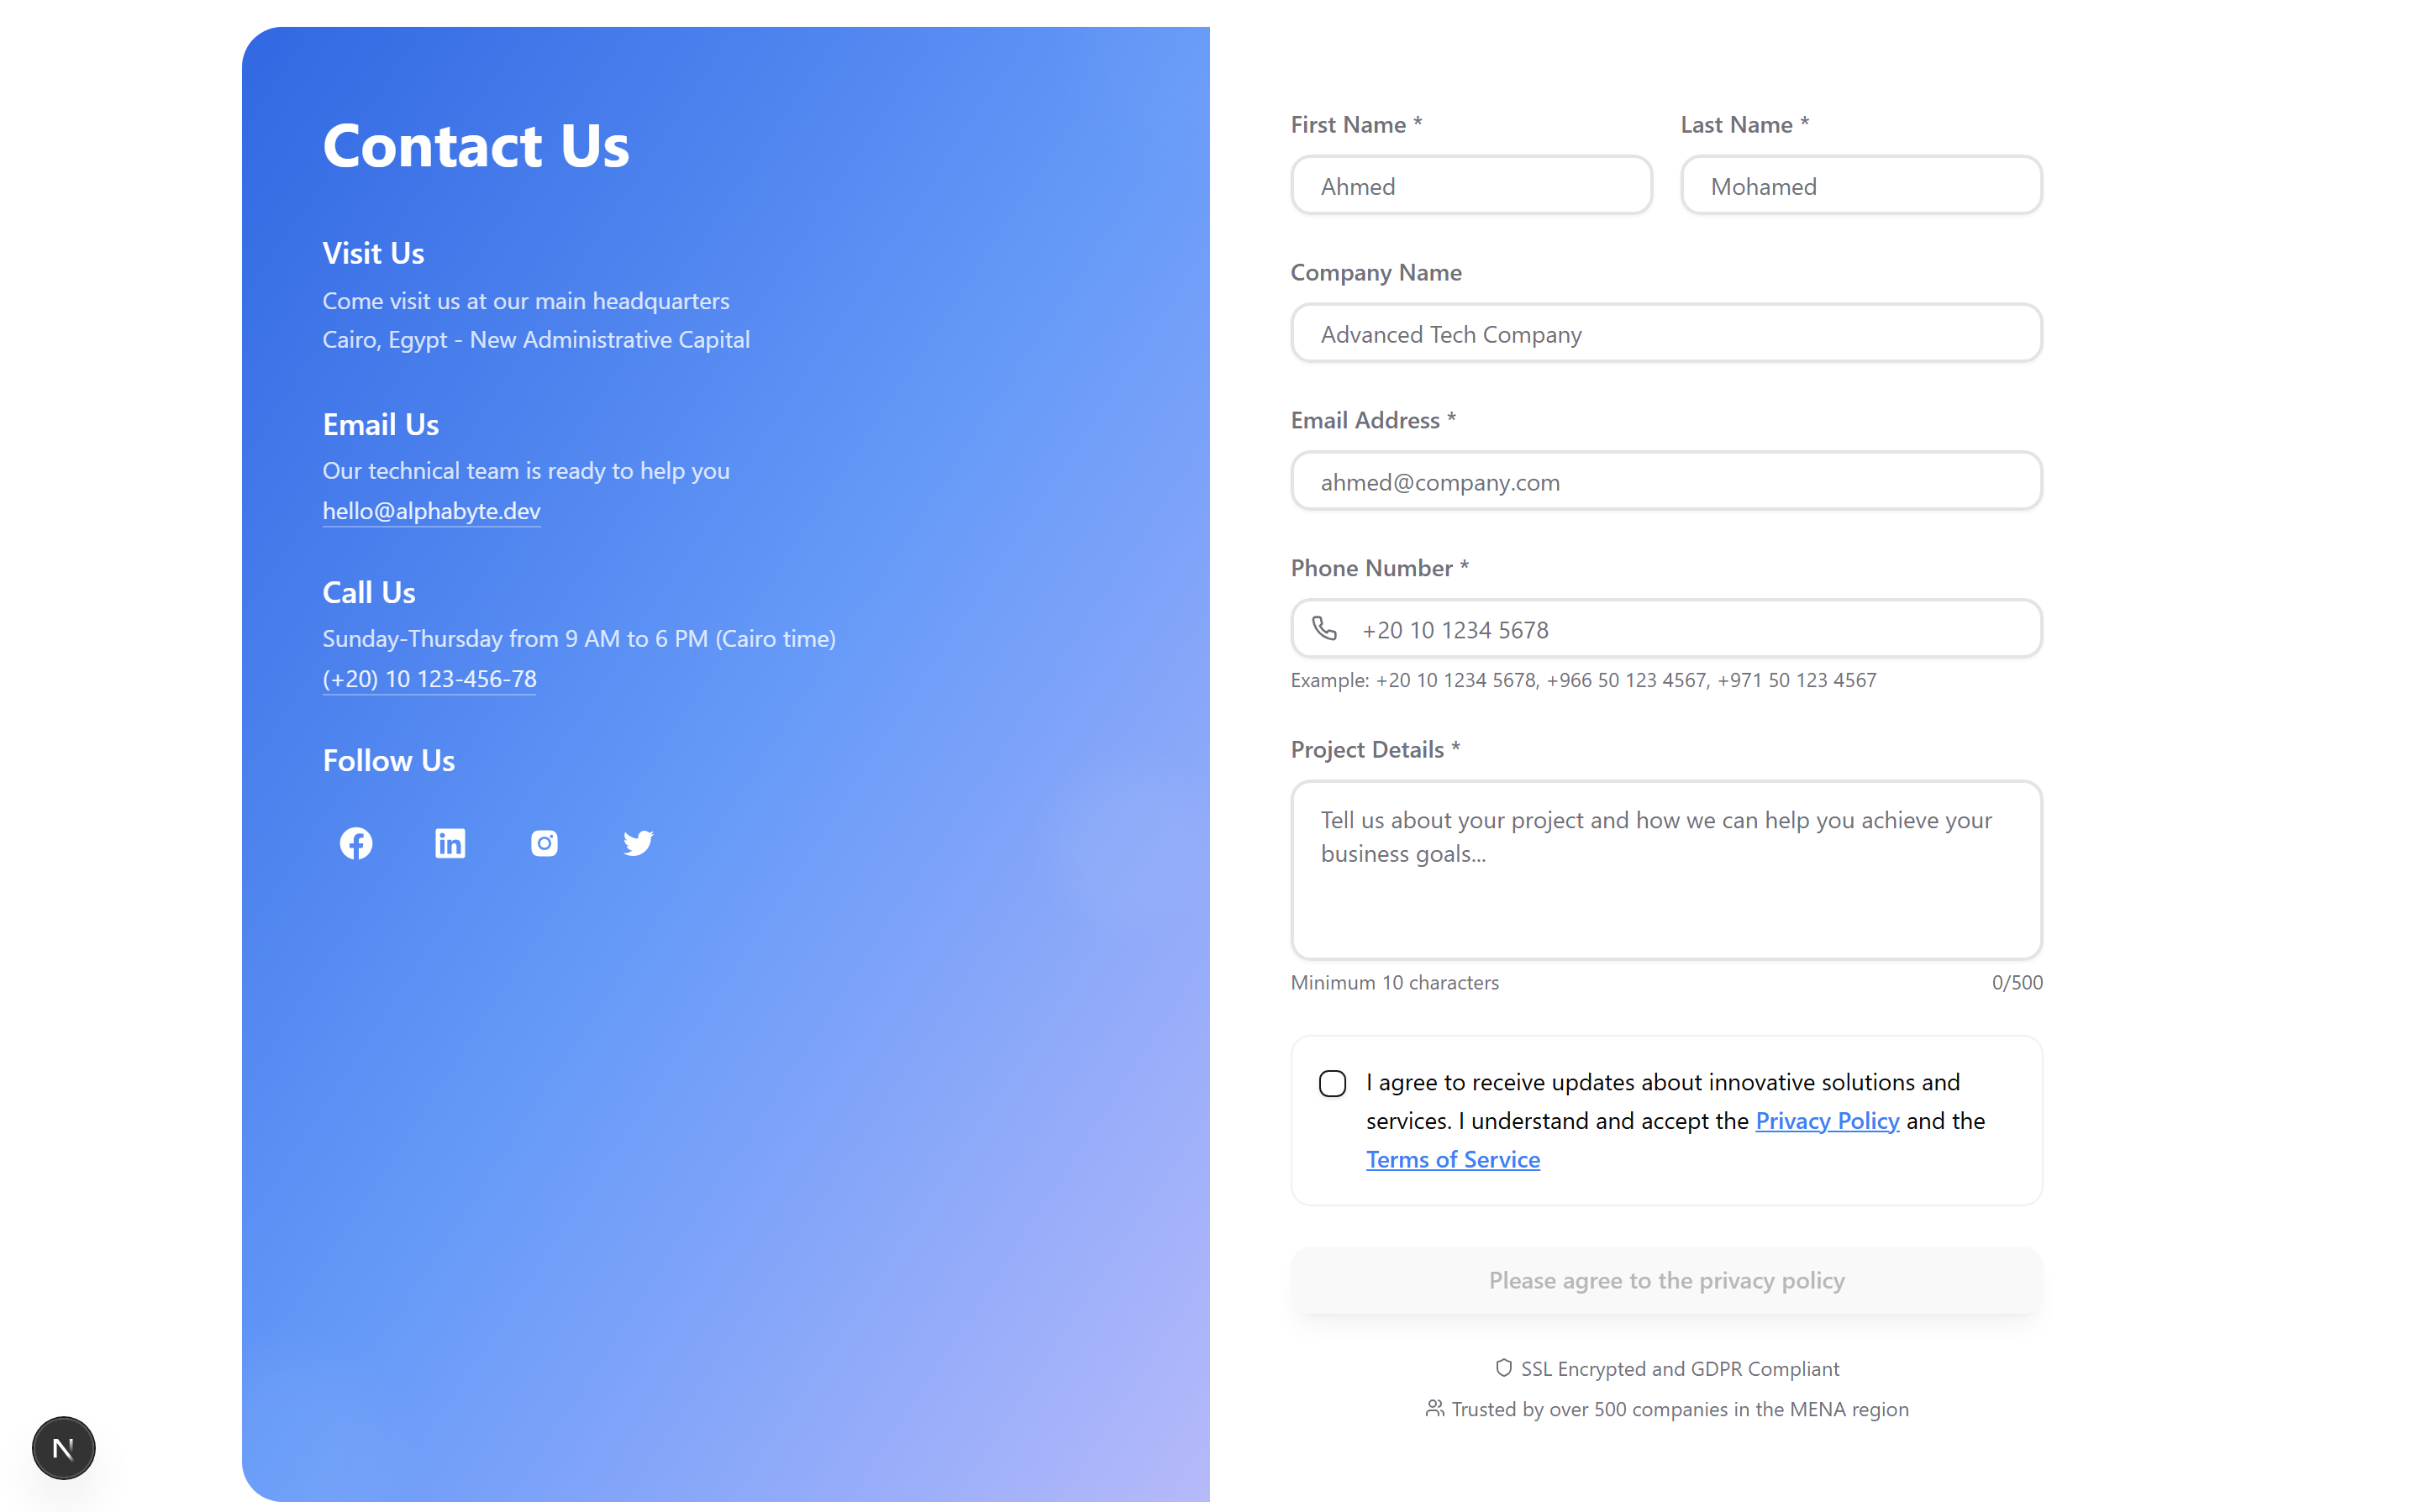 Contact Us
Visit Us
Come visit us at our main headquarters
Cairo, Egypt - New Administrative Capital
Email Us
Our technical team is ready to help you
hello@alphabyte.dev
Call Us
Sunday-Thursday from 9 AM to 6 PM (Cairo time)
(+20) 10 123-456-78
Follow Us
First Name *
Last Name *
Ahmed
Mohamed
Company Name
Advanced Tech Company
Email Address *
ahmed@company.com
Phone Number *
+20 10 1234 5678
Example: +20 10 1234 5678, +966 50 123 4567, +971 50 123 4567
Project Details *
Tell us about your project and how we can help you achieve your
business goals...
Minimum 10 characters
0/500
I agree to receive updates about innovative solutions and
services. I understand and accept the Privacy Policy and the
Terms of Service
Please agree to the privacy policy
SSL Encrypted and GDPR Compliant
Trusted by over 500 companies in the MENA region
N